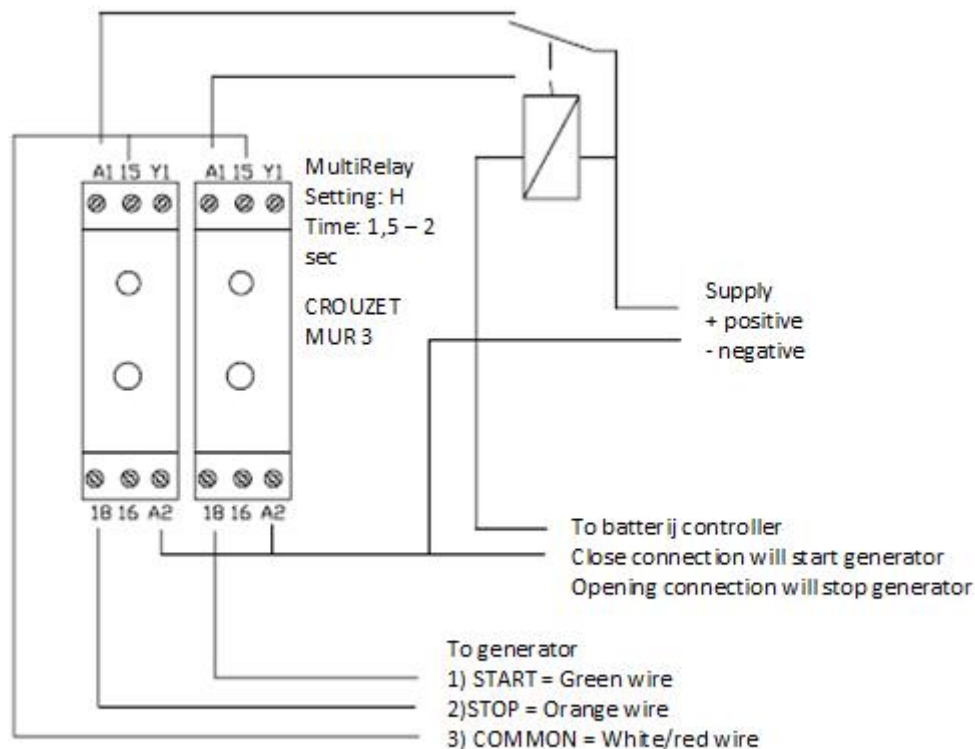 A1 15 Y1
A1 15 Y1
MultiRelay
Setting: H
Time: 1,5 – 2
sec
CROUZET
MUR 3
Supply
+ positive
- negative
18 16 A2
18 16 A2
To batterij controller
Close connection will start generator
Opening connection will stop generator
To generator
1) START = Green wire
2)STOP = Orange wire
3) COMMON = White/red wire